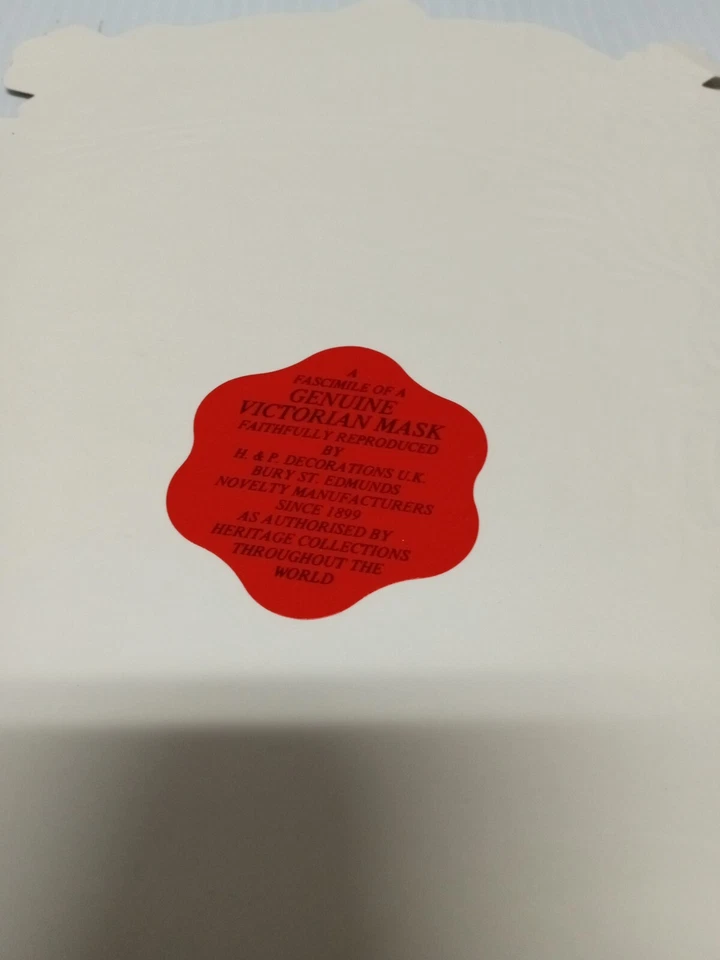 A
FASCIMILE OF A
GENUINE
VICTORIAN MASK
FAITHFULLY REPRODUCED
BY
H. & P. DECORATIONS U.K.
BURY ST. EDMUNDS
NOVELTY MANUFACTURERS
SINCE 1899
AS AUTHORISED BY
HERITAGE COLLECTIONS
THROUGHOUT THE
WORLD